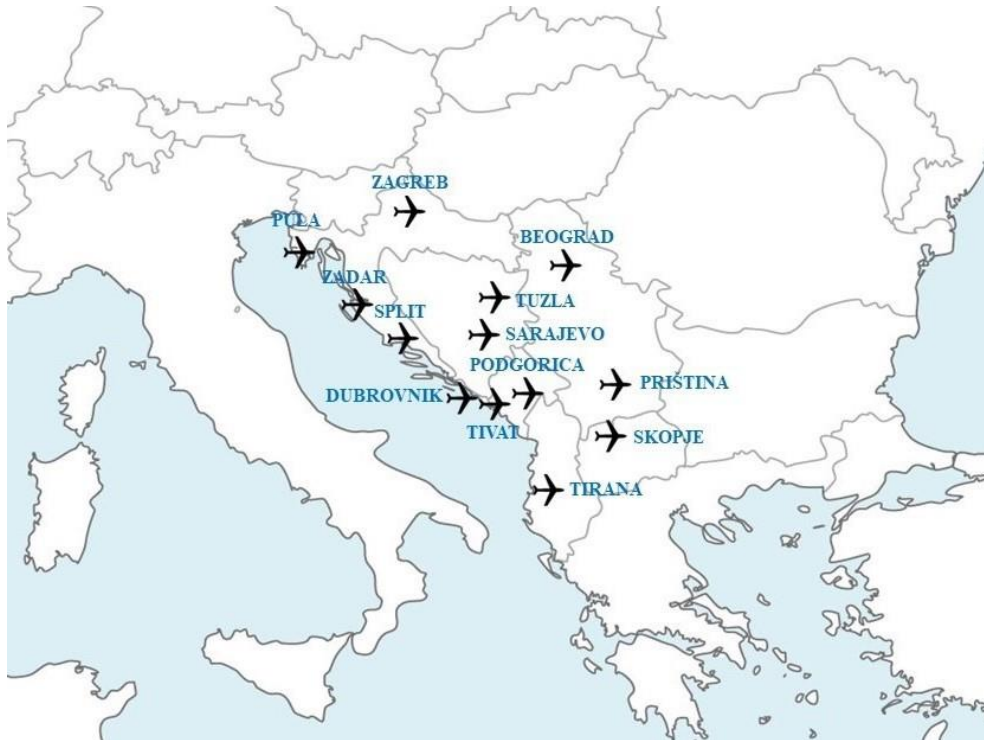 ZAGREB
PULA
BEOGRAD
ZADAR
TUZLA
SPLIT
SARAJEVO
PODGORICA
PRIŠTINA
DUBROVNIK
TIVAT
SKOPJE
TIRANA